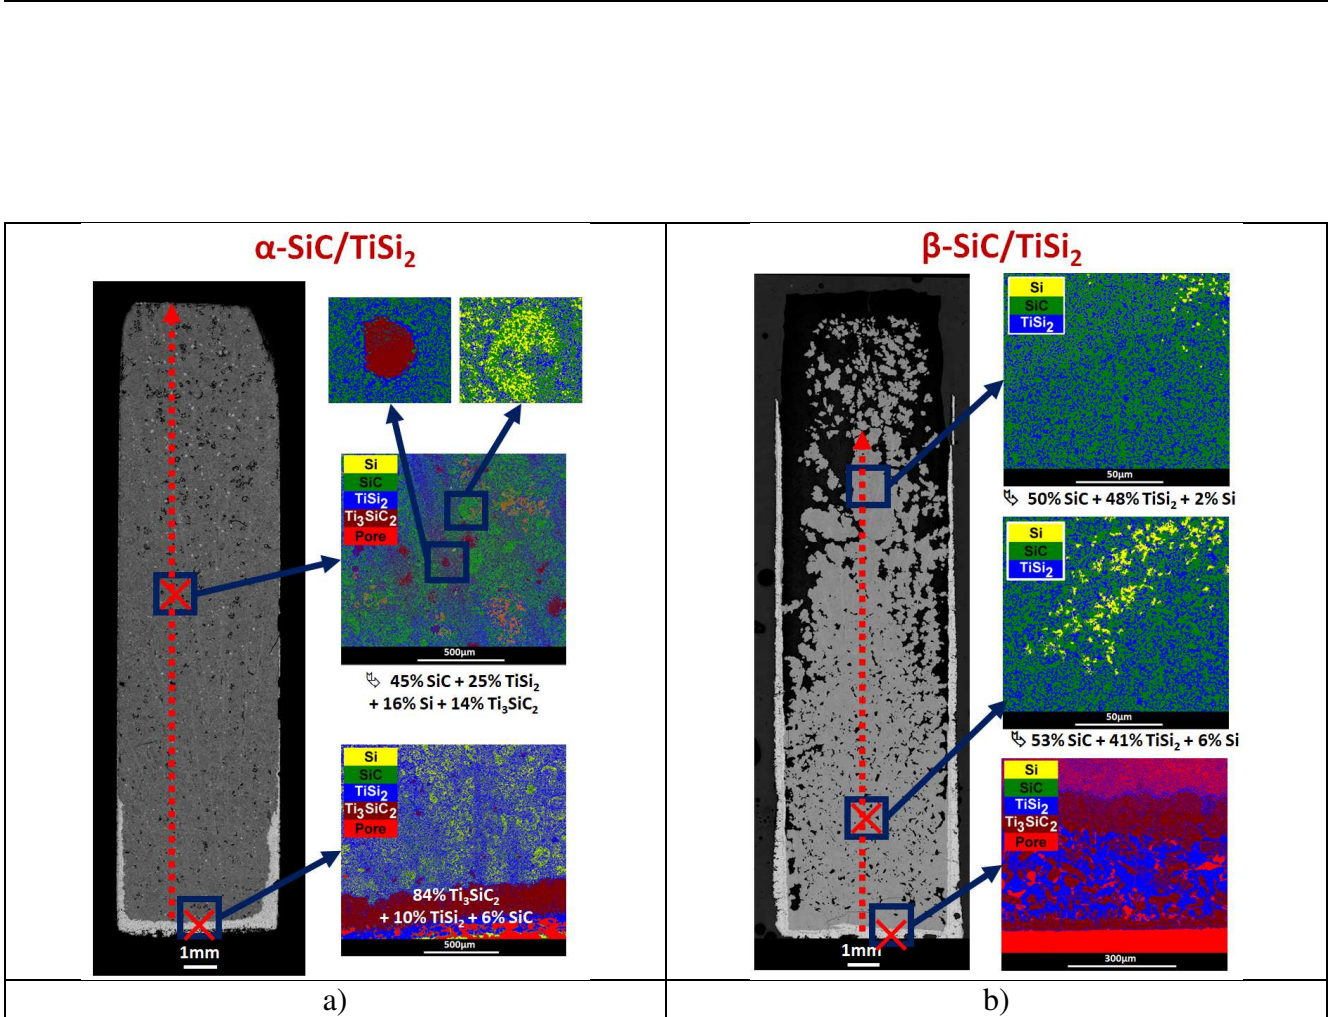 α-SiC/TiSi₂
Si
SiC
TiSi₂
Ti₃SiC₂
Pore
500µm
45% SiC + 25% TiSi₂
+ 16% Si + 14% Ti₃SiC₂
Si
SiC
TiSi₂
Ti₃SiC₂
Pore
84% Ti₃SiC₂
+ 10% TiSi₂ + 6% SiC
500µm
1mm
a)
β-SiC/TiSi₂
Si
SiC
TiSi₂
50µm
50% SiC + 48% TiSi₂ + 2% Si
Si
SiC
TiSi₂
50µm
53% SiC + 41% TiSi₂ + 6% Si
Si
SiC
TiSi₂
Ti₃SiC₂
Pore
300µm
1mm
b)